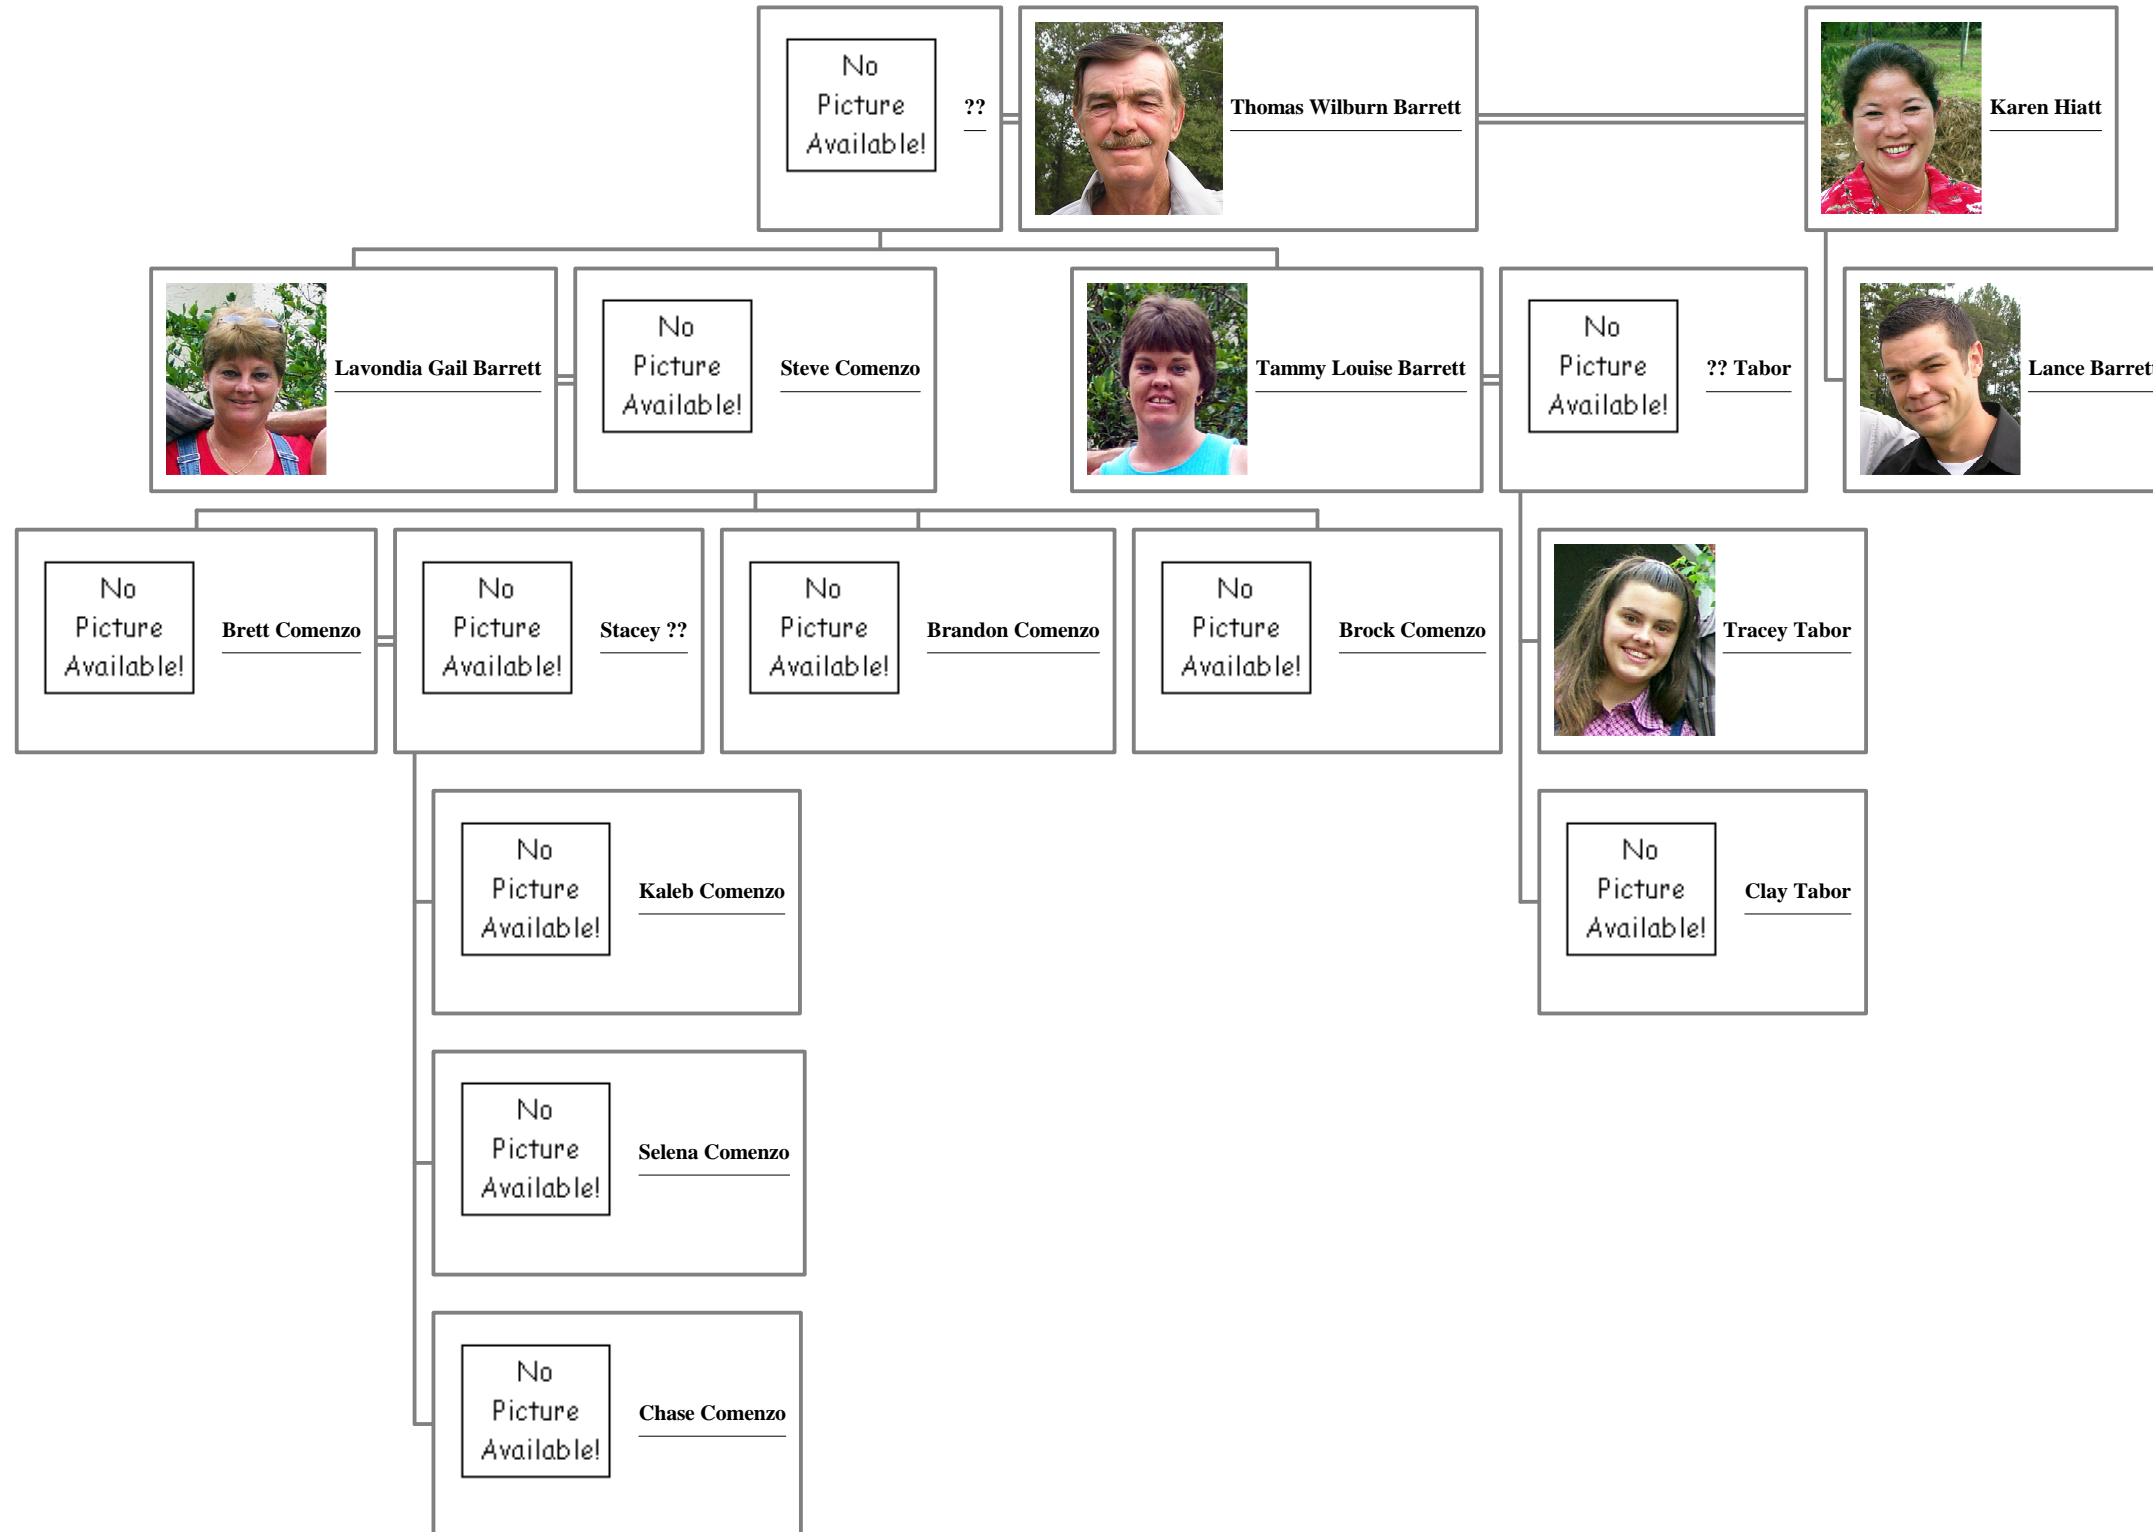 No
Picture
Available!
??
Thomas Wilburn Barrett
Karen Hiatt
Lavondia Gail Barrett
No
Picture
Available!
Steve Comenzo
Tammy Louise Barrett
No
Picture
Available!
?? Tabor
Lance Barrett
No
Picture
Available!
Brett Comenzo
No
Picture
Available!
Stacey ??
No
Picture
Available!
Brandon Comenzo
No
Picture
Available!
Brock Comenzo
Tracey Tabor
No
Picture
Available!
Kaleb Comenzo
No
Picture
Available!
Clay Tabor
No
Picture
Available!
Selena Comenzo
No
Picture
Available!
Chase Comenzo